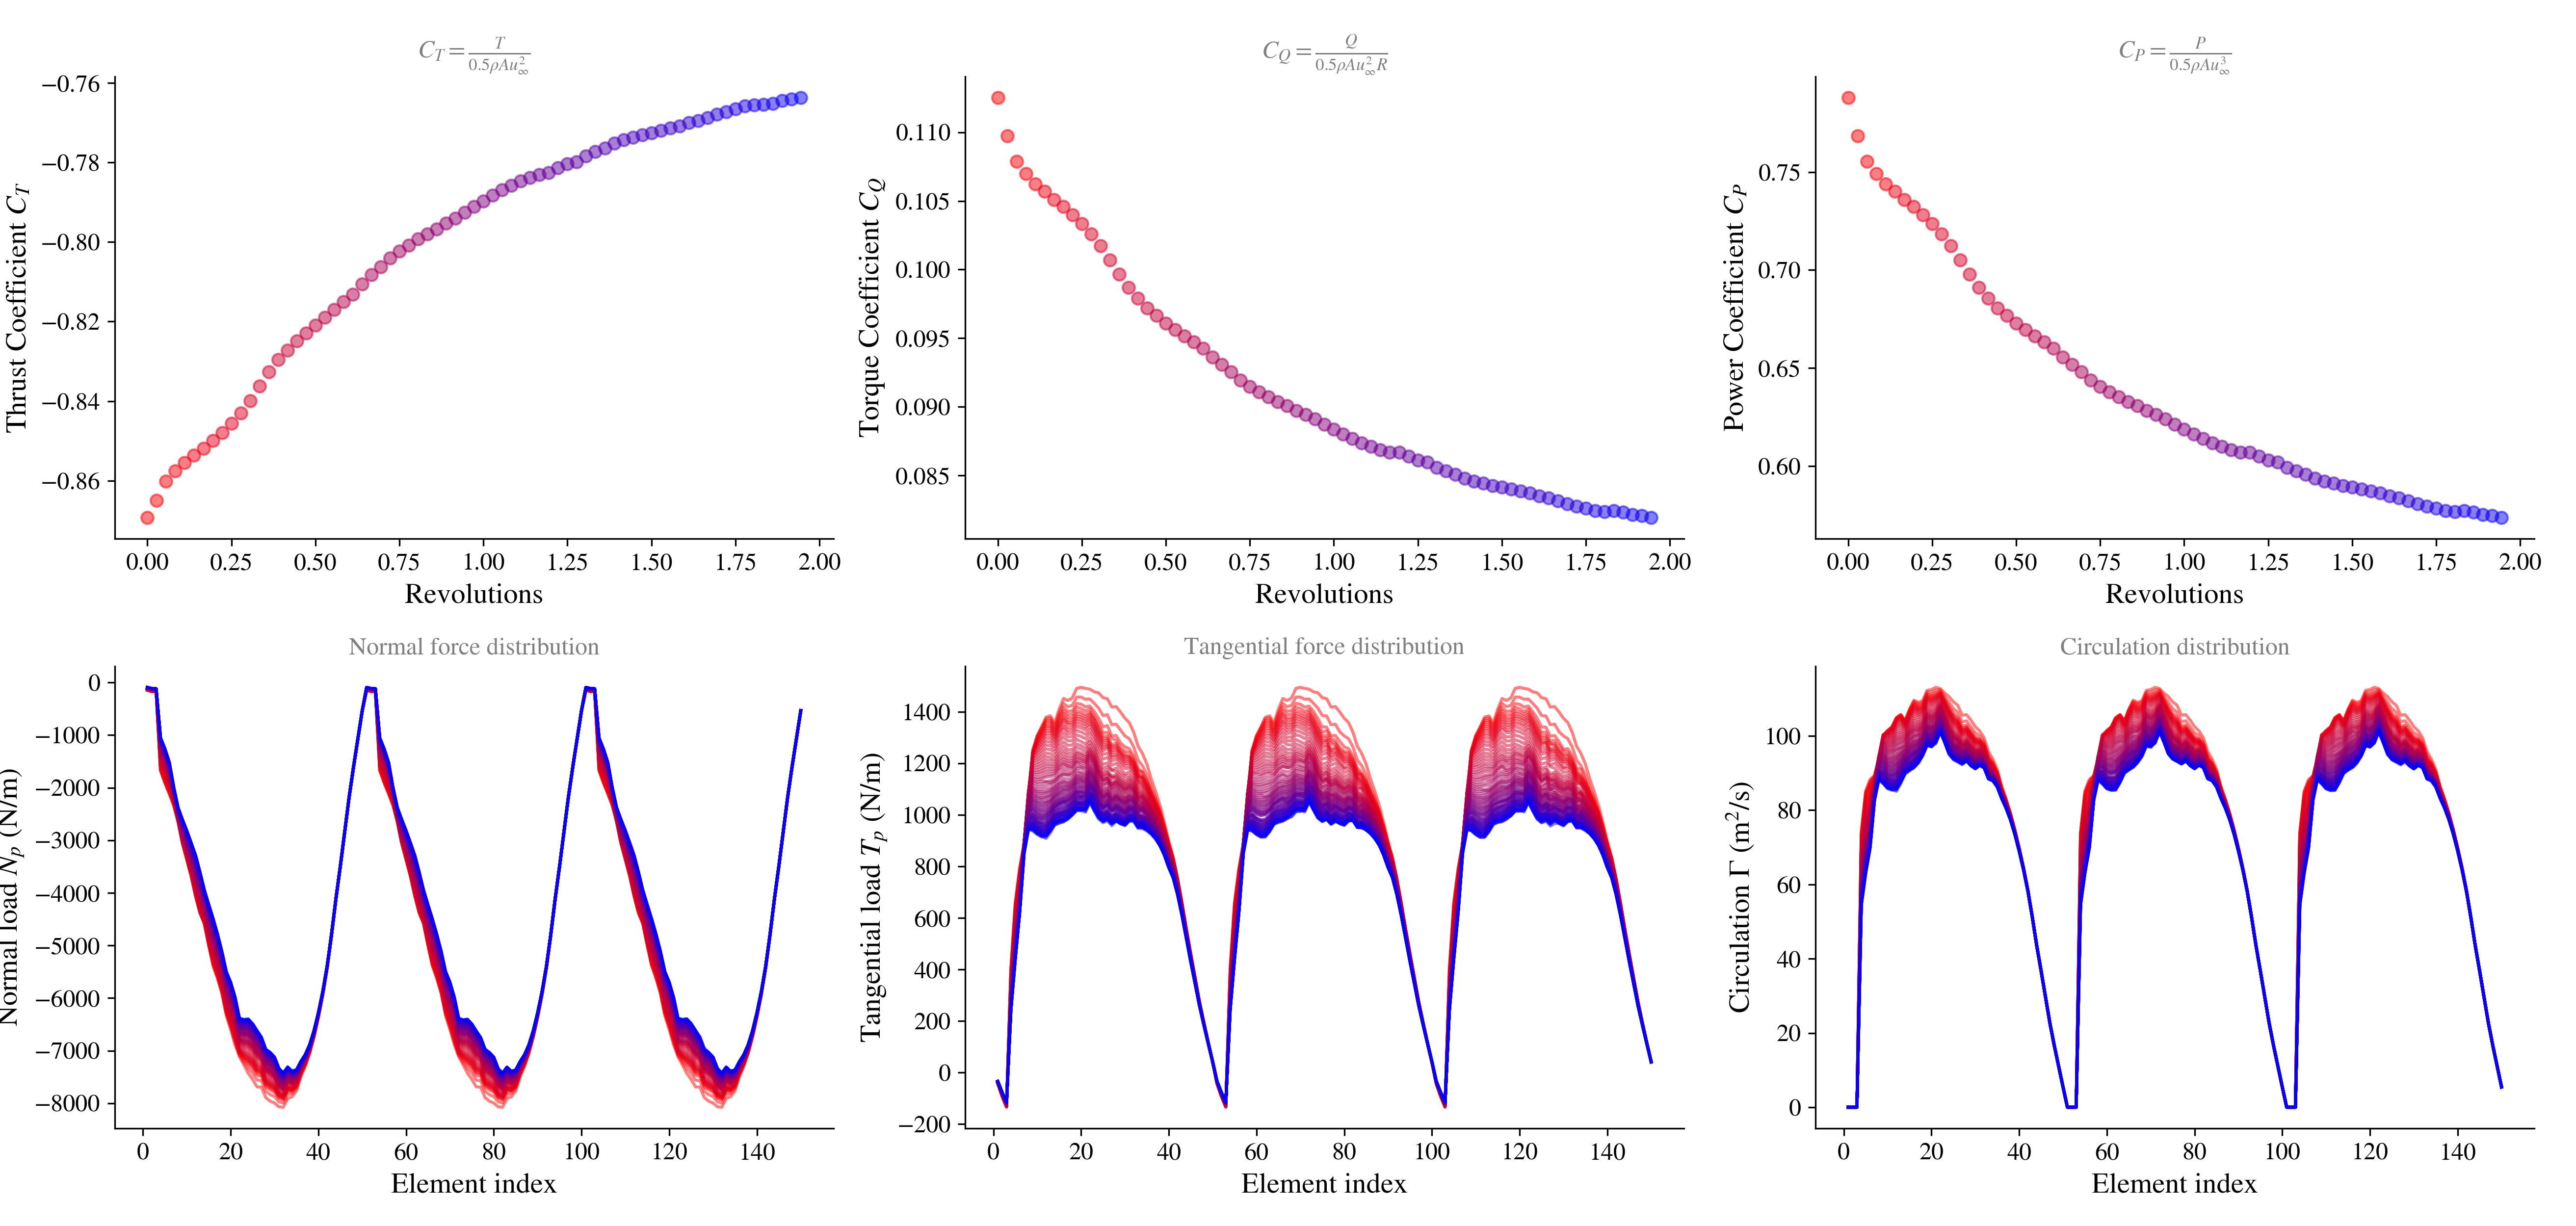 C_T = T / 0.5ρAu_∞^2
−0.76
−0.78
−0.80
−0.82
−0.84
−0.86
Thrust Coefficient C_T
0.00 0.25 0.50 0.75 1.00 1.25 1.50 1.75 2.00
Revolutions
C_Q = Q / 0.5ρAu_∞^2R
0.110
0.105
0.100
0.095
0.090
0.085
Torque Coefficient C_Q
0.00 0.25 0.50 0.75 1.00 1.25 1.50 1.75 2.00
Revolutions
C_P = P / 0.5ρAu_∞^3
0.75
0.70
0.65
0.60
Power Coefficient C_P
0.00 0.25 0.50 0.75 1.00 1.25 1.50 1.75 2.00
Revolutions
Normal force distribution
0
−1000
−2000
−3000
−4000
−5000
−6000
−7000
−8000
Normal load N_p (N/m)
0 20 40 60 80 100 120 140
Element index
Tangential force distribution
1400
1200
1000
800
600
400
200
0
−200
Tangential load T_p (N/m)
0 20 40 60 80 100 120 140
Element index
Circulation distribution
100
80
60
40
20
0
Circulation Γ (m²/s)
0 20 40 60 80 100 120 140
Element index